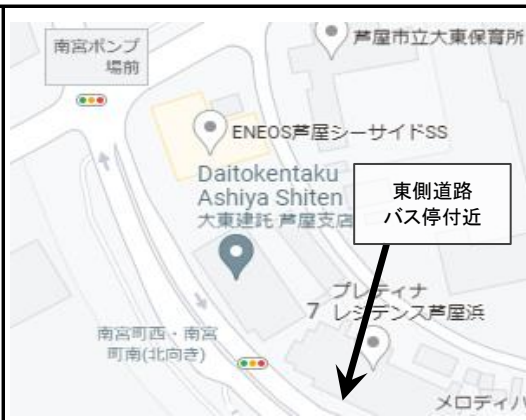 南宮ポンプ
場前
芦屋市立大東保育所
ENEOS芦屋シーサイドSS
Daitokentaku
Ashiya Shiten
大東建託 芦屋支店
東側道路
バス停付近
プレティナ
7 レジデンス芦屋浜
南宮町西・南宮
町南(北向き)
メロディハ